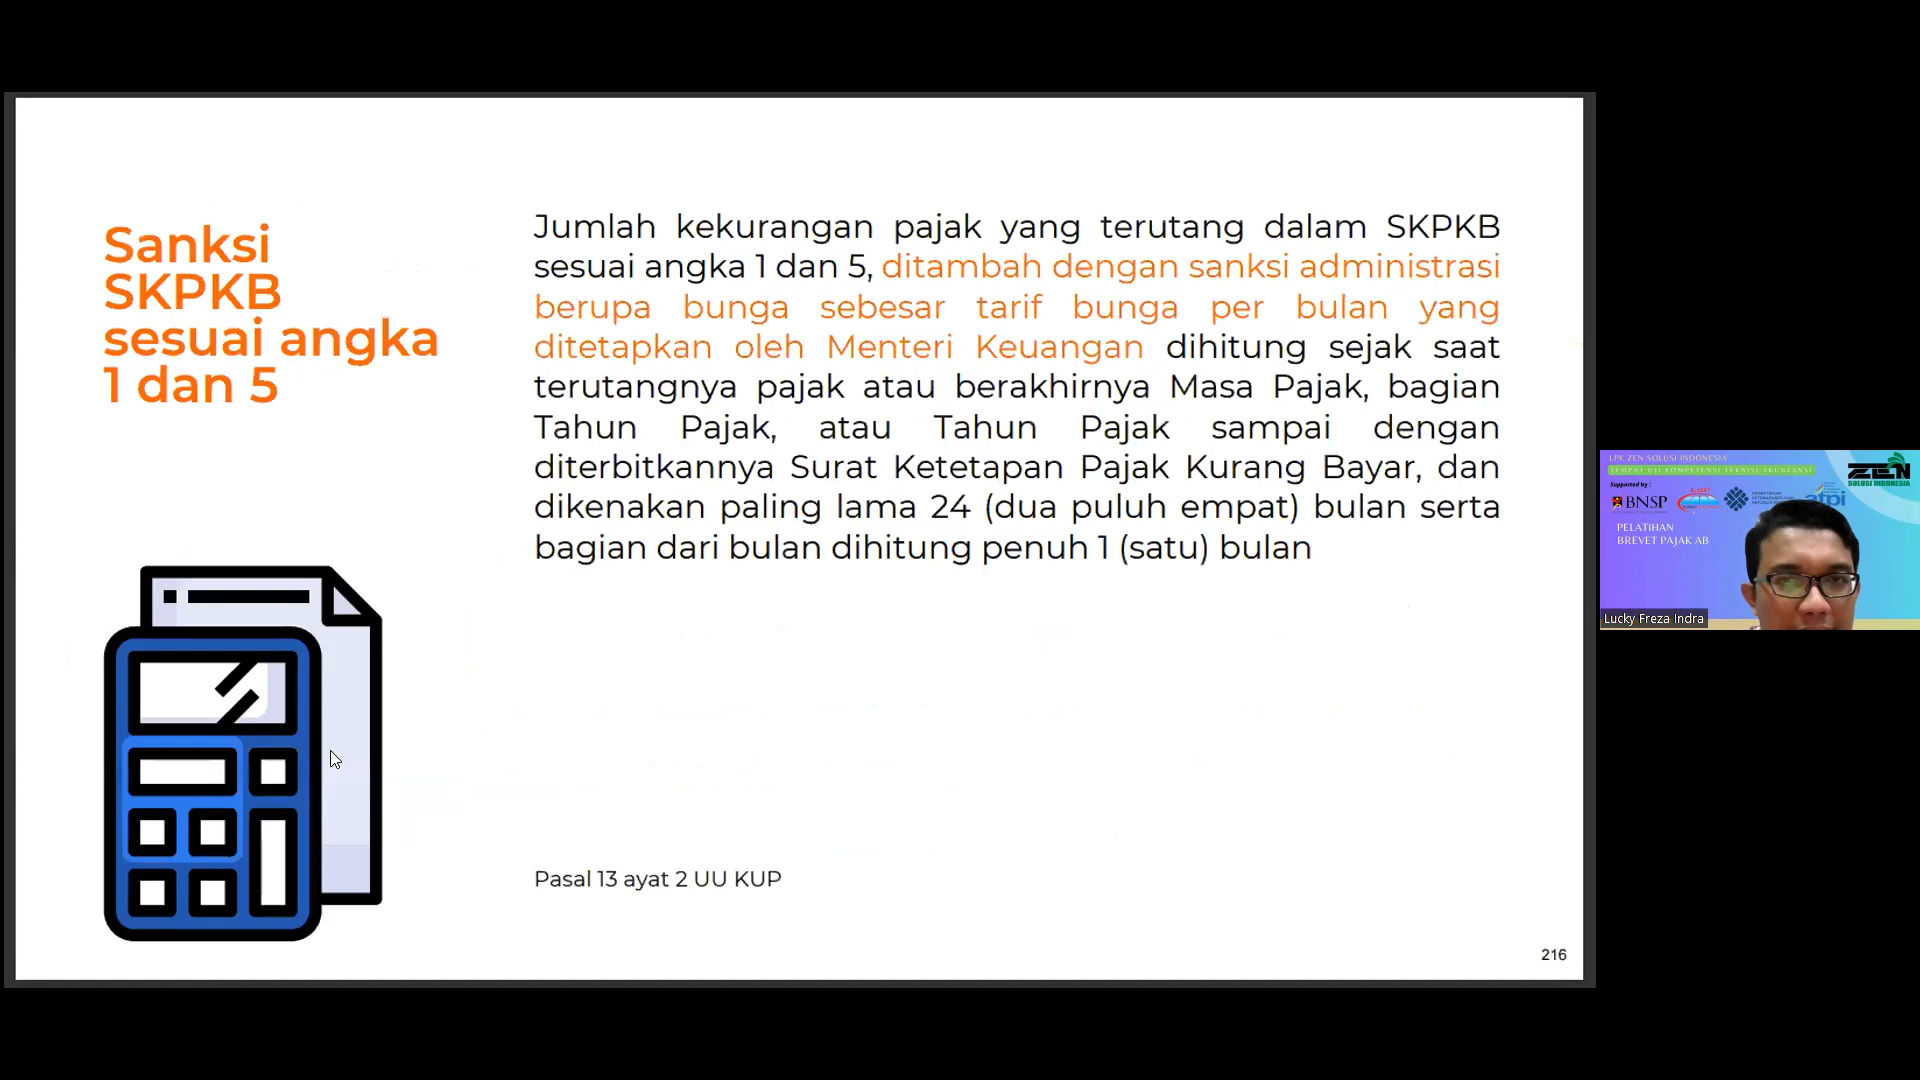 Sanksi
SKPKB
sesuai angka
1 dan 5
Jumlah kekurangan pajak yang terutang dalam SKPKB
sesuai angka 1 dan 5, ditambah dengan sanksi administrasi
berupa bunga sebesar tarif bunga per bulan yang
ditetapkan oleh Menteri Keuangan dihitung sejak saat
terutangnya pajak atau berakhirnya Masa Pajak, bagian
Tahun Pajak, atau Tahun Pajak sampai dengan
diterbitkannya Surat Ketetapan Pajak Kurang Bayar, dan
dikenakan paling lama 24 (dua puluh empat) bulan serta
bagian dari bulan dihitung penuh 1 (satu) bulan
Pasal 13 ayat 2 UU KUP
216
LPK ZEN SOLUSI INDONESIA
TEMPAT UJI KOMPETENSI TEKNISI AKUNTANSI
Supported by :
ZEN
SOLUSI INDONESIA
BNSP
atpi
PELATIHAN
BREVET PAJAK AB
Lucky Freza Indra